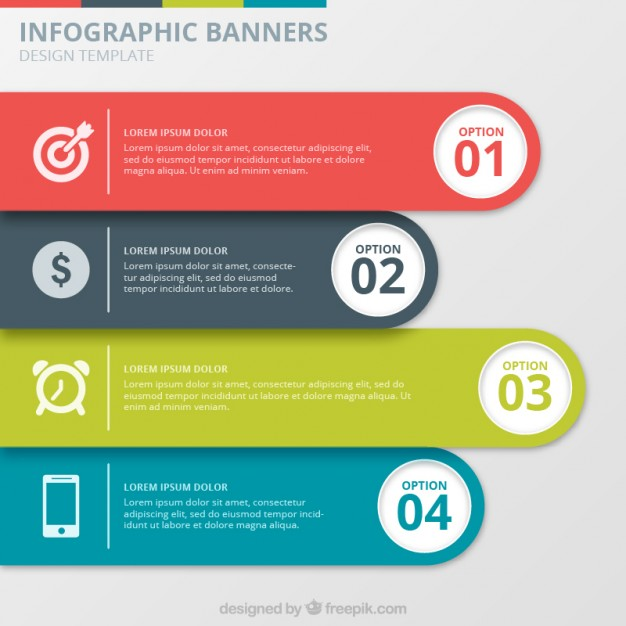 INFOGRAPHIC BANNERS
DESIGN TEMPLATE
LOREM IPSUM DOLOR
Lorem ipsum dolor sit amet, consectetur adipiscing elit,
sed do eiusmod tempor incididunt ut labore et dolore
magna aliqua. Ut enim ad minim veniam.
OPTION
01
$
LOREM IPSUM DOLOR
Lorem ipsum dolor sit amet, consecte-
tur adipiscing elit, sed do eiusmod
tempor incididunt ut labore et dolore.
OPTION
02
LOREM IPSUM DOLOR
Lorem ipsum dolor sit amet, consectetur adipiscing elit, sed do
eiusmod tempor incididunt ut labore et dolore magna aliqua. Ut
enim ad minim veniam.
OPTION
03
LOREM IPSUM DOLOR
Lorem ipsum dolor sit amet, consectetur
adipiscing elit, sed do eiusmod tempor incid-
idunt ut labore et dolore magna aliqua.
OPTION
04
designed by freepik.com